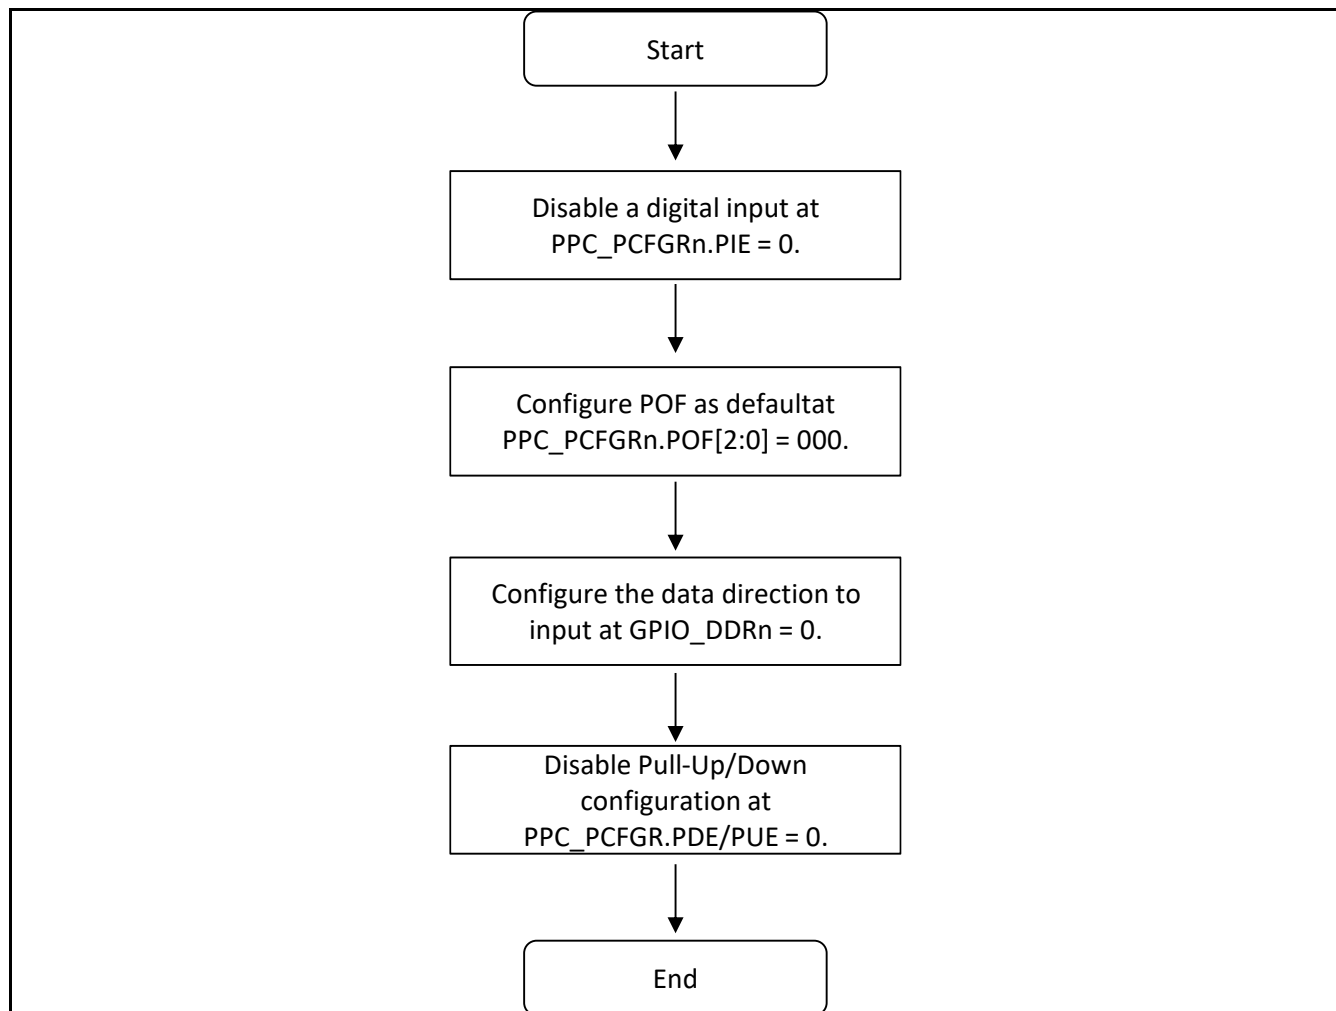 Start
Disable a digital input at
PPC_PCFGRn.PIE = 0.
Configure POF as defaultat
PPC_PCFGRn.POF[2:0] = 000.
Configure the data direction to
input at GPIO_DDRn = 0.
Disable Pull-Up/Down
configuration at
PPC_PCFGR.PDE/PUE = 0.
End